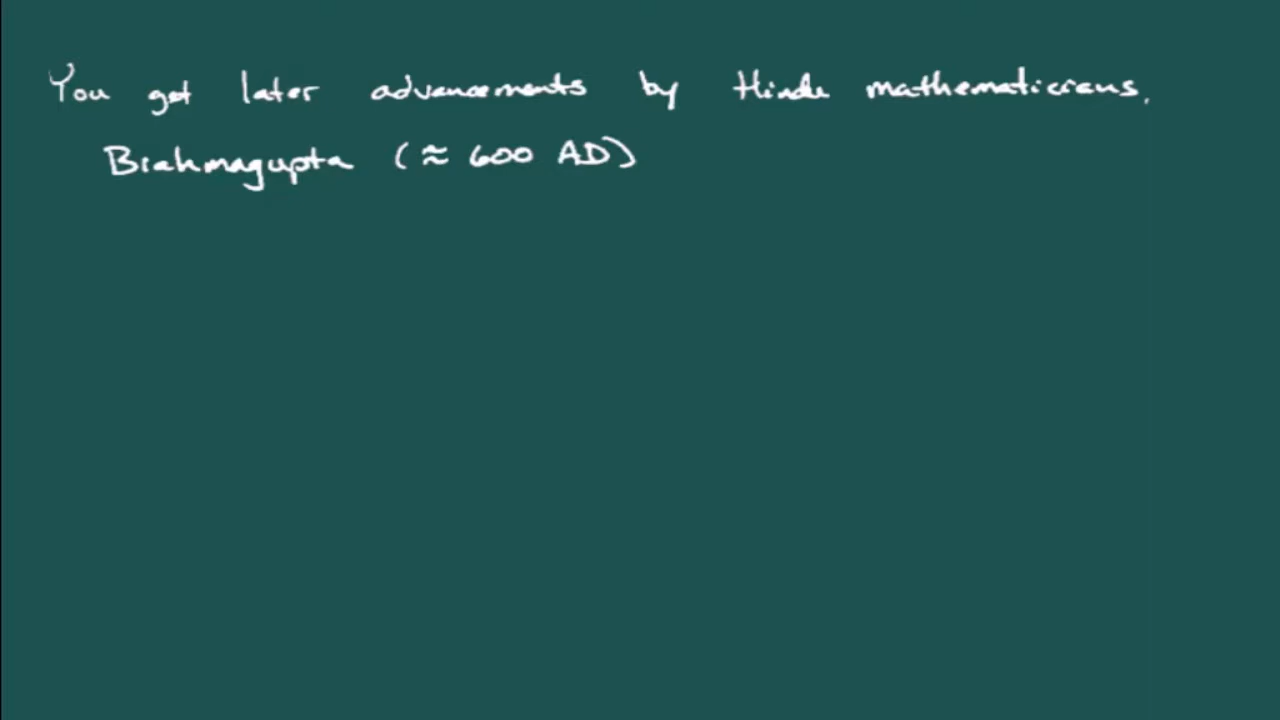 You get later advancements by Hindu mathematicians.
Brahmagupta (≈ 600 AD)